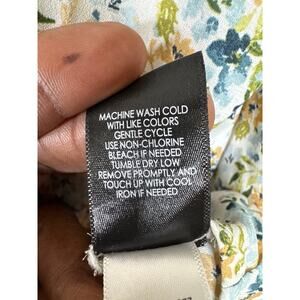 MACHINE WASH COLD
WITH LIKE COLORS
GENTLE CYCLE
USE NON-CHLORINE
BLEACH IF NEEDED
TUMBLE DRY LOW
REMOVE PROMPTLY AND
TOUCH UP WITH COOL
IRON IF NEEDED